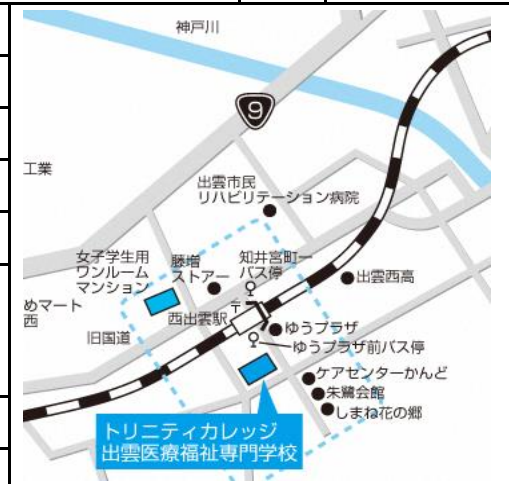 神戸川
9
工業
出雲市民
リハビリテーション病院
女子学生用
ワンルーム
マンション
藤増
ストアー
知井宮町一
バス停
〒
出雲西高
めマート
西
旧国道
西出雲駅
ゆうプラザ
ゆうプラザ前バス停
ケアセンターかんど
朱鷺会館
しまね花の郷
トリニティカレッジ
出雲医療福祉専門学校